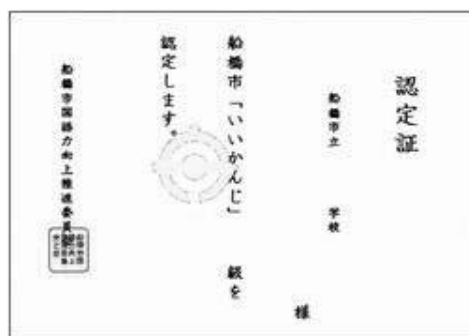 認定証
船橋市立　　　学校
様
船橋市「いいかんじ」　　級を
認定します。
船橋市国語力向上推進委員